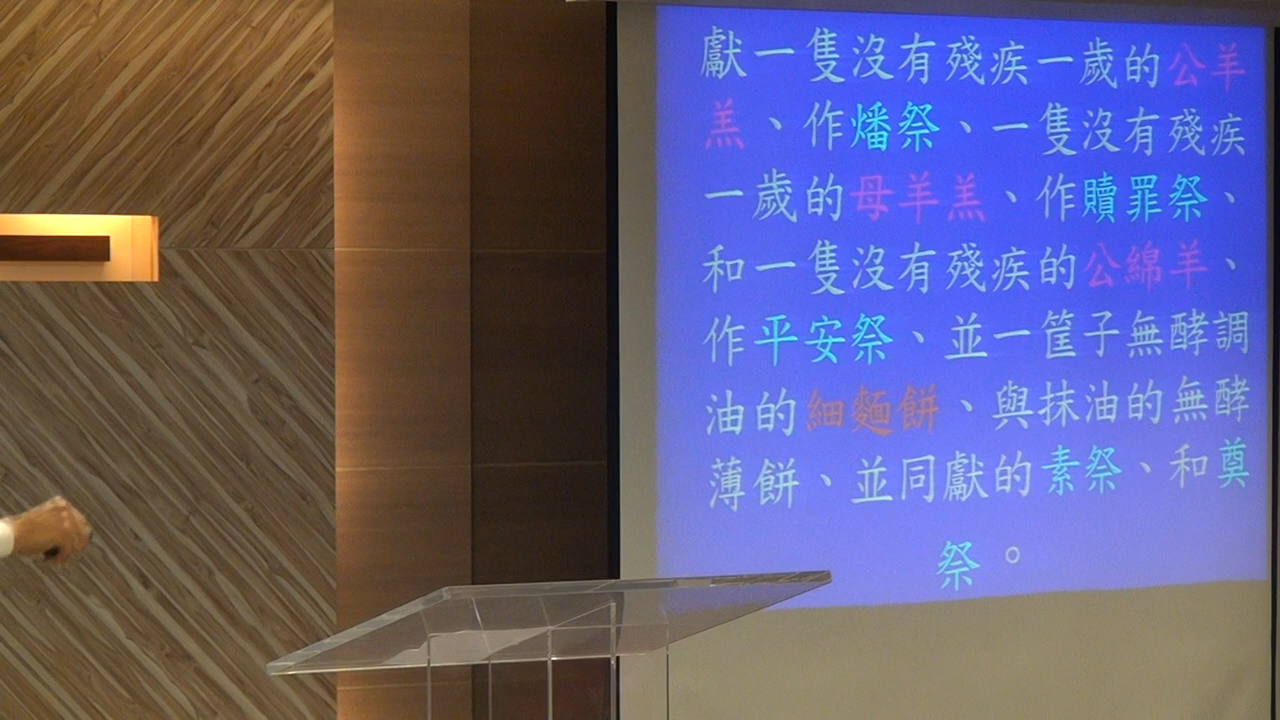 獻一隻沒有殘疾一歲的公羊
羔、作燔祭、一隻沒有殘疾
一歲的母羊羔、作贖罪祭、
和一隻沒有殘疾的公綿羊、
作平安祭、並一筐子無酵調
油的細麵餅、與抹油的無酵
薄餅、並同獻的素祭、和奠
祭。